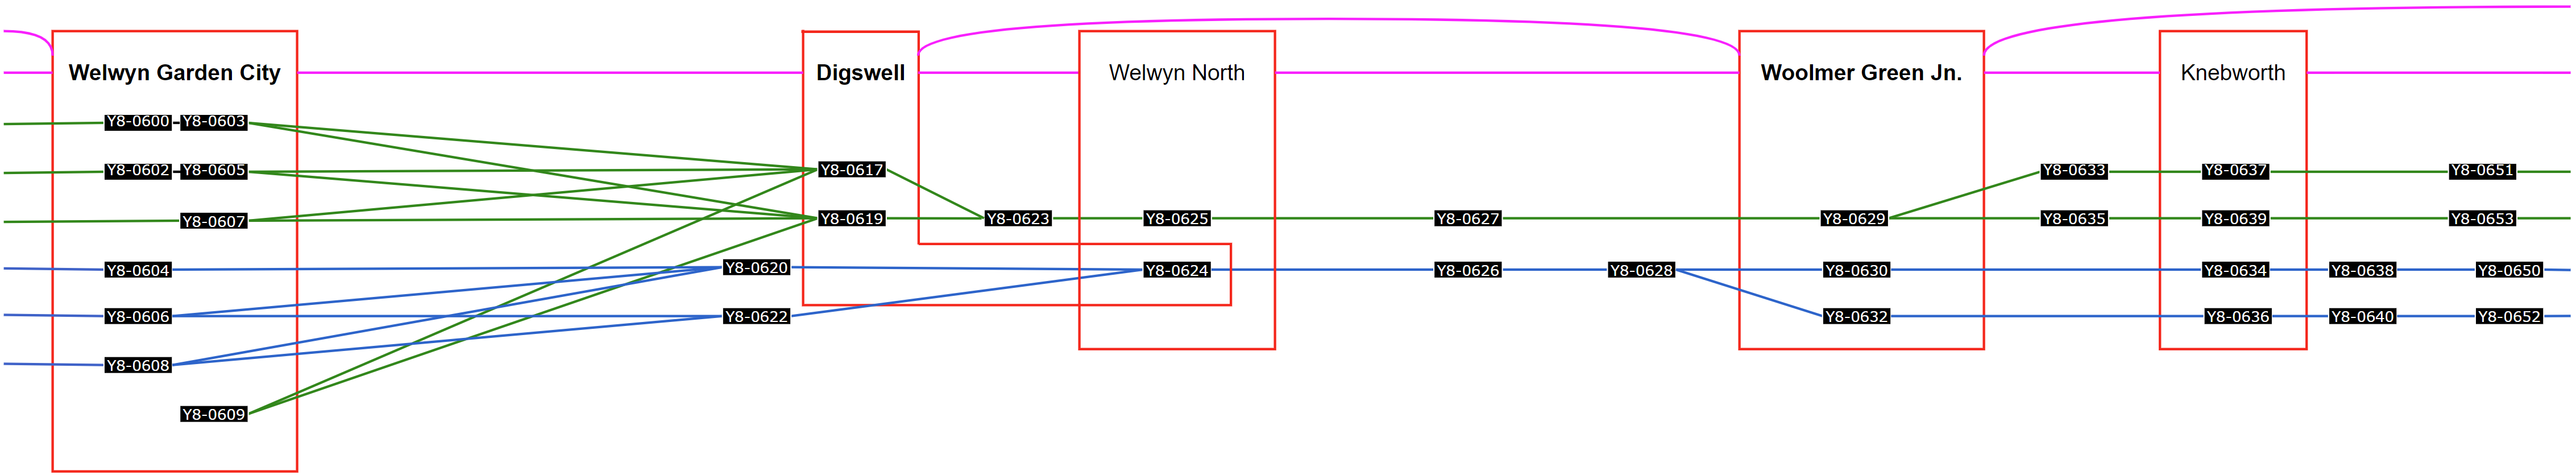 Welwyn Garden City
Digswell
Welwyn North
Woolmer Green Jn.
Knebworth
Y8-0600
Y8-0603
Y8-0602
Y8-0605
Y8-0617
Y8-0633
Y8-0637
Y8-0651
Y8-0607
Y8-0619
Y8-0623
Y8-0625
Y8-0627
Y8-0629
Y8-0635
Y8-0639
Y8-0653
Y8-0604
Y8-0620
Y8-0624
Y8-0626
Y8-0628
Y8-0630
Y8-0634
Y8-0638
Y8-0650
Y8-0606
Y8-0622
Y8-0632
Y8-0636
Y8-0640
Y8-0652
Y8-0608
Y8-0609